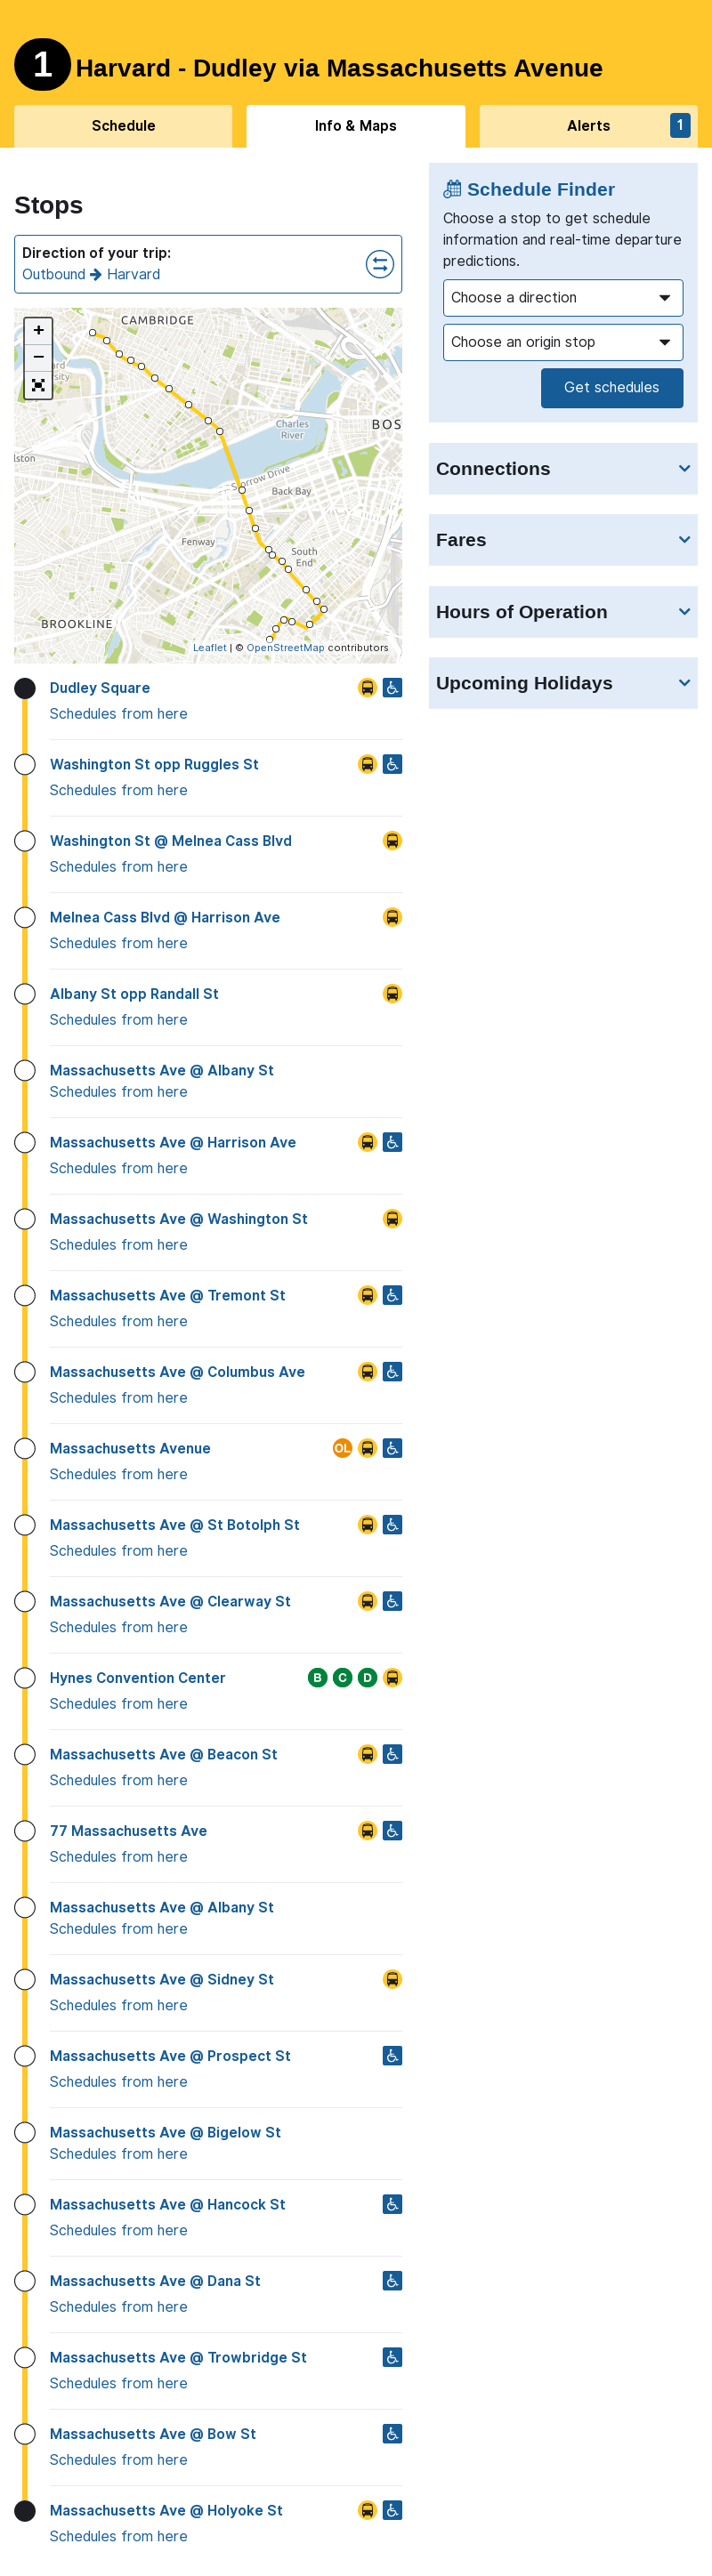 1 Harvard - Dudley via Massachusetts Avenue
Schedule
Info & Maps
Alerts
1
Stops
Direction of your trip:
Outbound Harvard
+
−
CAMBRIDGE
Charles
River
Storrow Drive
Back Bay
Fenway
South
End
BROOKLINE
Leaflet | © OpenStreetMap contributors
Dudley Square
Schedules from here
Washington St opp Ruggles St
Schedules from here
Washington St @ Melnea Cass Blvd
Schedules from here
Melnea Cass Blvd @ Harrison Ave
Schedules from here
Albany St opp Randall St
Schedules from here
Massachusetts Ave @ Albany St
Schedules from here
Massachusetts Ave @ Harrison Ave
Schedules from here
Massachusetts Ave @ Washington St
Schedules from here
Massachusetts Ave @ Tremont St
Schedules from here
Massachusetts Ave @ Columbus Ave
Schedules from here
Massachusetts Avenue OL
Schedules from here
Massachusetts Ave @ St Botolph St
Schedules from here
Massachusetts Ave @ Clearway St
Schedules from here
Hynes Convention Center B C D
Schedules from here
Massachusetts Ave @ Beacon St
Schedules from here
77 Massachusetts Ave
Schedules from here
Massachusetts Ave @ Albany St
Schedules from here
Massachusetts Ave @ Sidney St
Schedules from here
Massachusetts Ave @ Prospect St
Schedules from here
Massachusetts Ave @ Bigelow St
Schedules from here
Massachusetts Ave @ Hancock St
Schedules from here
Massachusetts Ave @ Dana St
Schedules from here
Massachusetts Ave @ Trowbridge St
Schedules from here
Massachusetts Ave @ Bow St
Schedules from here
Massachusetts Ave @ Holyoke St
Schedules from here
Schedule Finder
Choose a stop to get schedule
information and real-time departure
predictions.
Choose a direction
Choose an origin stop
Get schedules
Connections
Fares
Hours of Operation
Upcoming Holidays